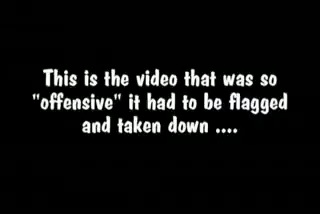 This is the video that was so
"offensive" it had to be flagged
and taken down ....